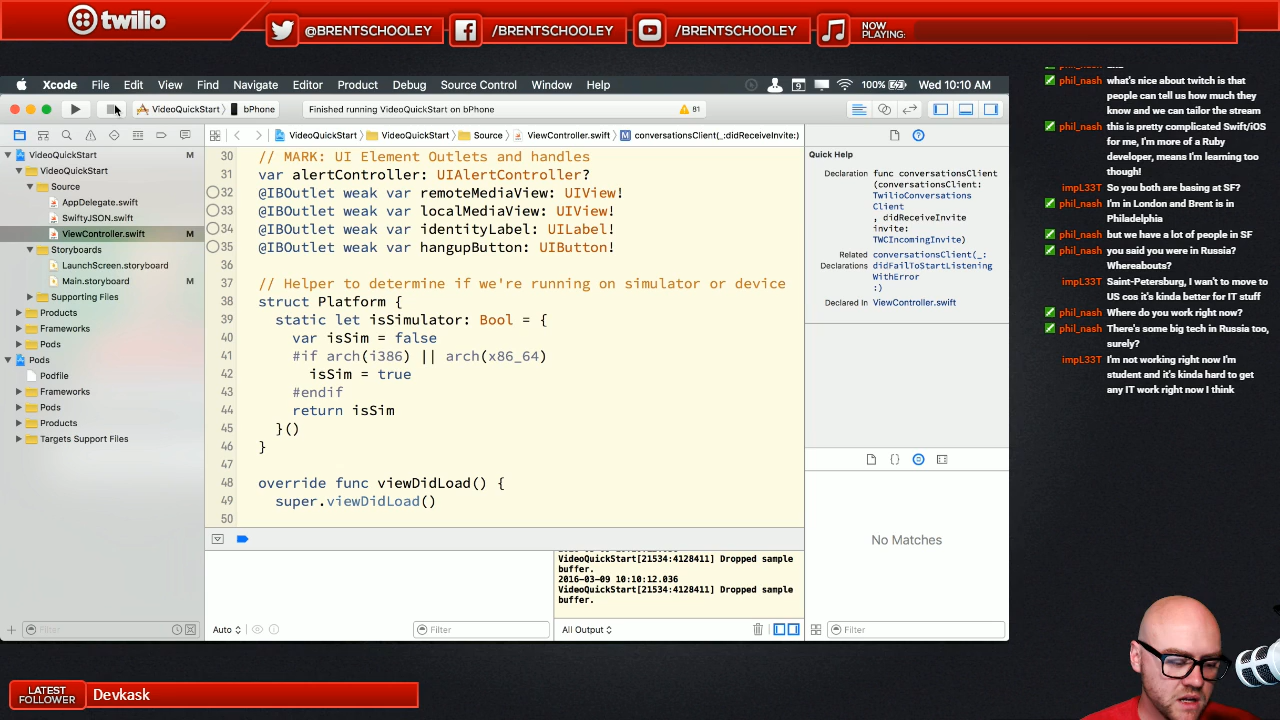 twilio
@BRENTSCHOOLEY
/BRENTSCHOOLEY
/BRENTSCHOOLEY
NOW
PLAYING:
Xcode File Edit View Find Navigate Editor Product Debug Source Control Window Help
9
100%
Wed 10:10 AM
VideoQuickStart
bPhone
Finished running VideoQuickStart on bPhone
81
VideoQuickStart
M
VideoQuickStart
Source
AppDelegate.swift
SwiftyJSON.swift
ViewController.swift
M
Storyboards
LaunchScreen.storyboard
Main.storyboard
M
Supporting Files
Products
Frameworks
Pods
Pods
Podfile
Frameworks
Pods
Products
Targets Support Files
Filter
VideoQuickStart
VideoQuickStart
Source
ViewController.swift
M
conversationsClient(_:didReceiveInvite:)
30 // MARK: UI Element Outlets and handles
31 var alertController: UIAlertController?
32 @IBOutlet weak var remoteMediaView: UIView!
33 @IBOutlet weak var localMediaView: UIView!
34 @IBOutlet weak var identityLabel: UILabel!
35 @IBOutlet weak var hangupButton: UIButton!
36
37 // Helper to determine if we're running on simulator or device
38 struct Platform {
39 static let isSimulator: Bool = {
40 var isSim = false
41 #if arch(i386) || arch(x86_64)
42 isSim = true
43 #endif
44 return isSim
45 }()
46 }
47
48 override func viewDidLoad() {
49 super.viewDidLoad()
50
VideoQuickStart[21534:4128411] Dropped sample
buffer.
2016-03-09 10:10:12.036
VideoQuickStart[21534:4128411] Dropped sample
buffer.
Auto
Filter
All Output
Quick Help
Declaration func conversationsClient
(conversationsClient:
TwilioConversations
Client
, didReceiveInvite
invite:
TWCIncomingInvite)
Related conversationsClient(_:
Declarations didFailToStartListening
WithError
:)
Declared in ViewController.swift
No Matches
Filter
phil_nash
phil_nash what's nice about twitch is that
people can tell us how much they
know and we can tailor the stream
phil_nash this is pretty complicated Swift/iOS
for me, I'm more of a Ruby
developer, means I'm learning too
though!
impL33T So you both are basing at SF?
phil_nash I'm in London and Brent is in
Philadelphia
phil_nash but we have a lot of people in SF
phil_nash you said you were in Russia?
Whereabouts?
impL33T Saint-Petersburg, I wan't to move to
US cos it's kinda better for IT stuff
phil_nash Where do you work right now?
phil_nash There's some big tech in Russia too,
surely?
impL33T I'm not working right now I'm
student and it's kinda hard to get
any IT work right now I think
LATEST
FOLLOWER
Devkask